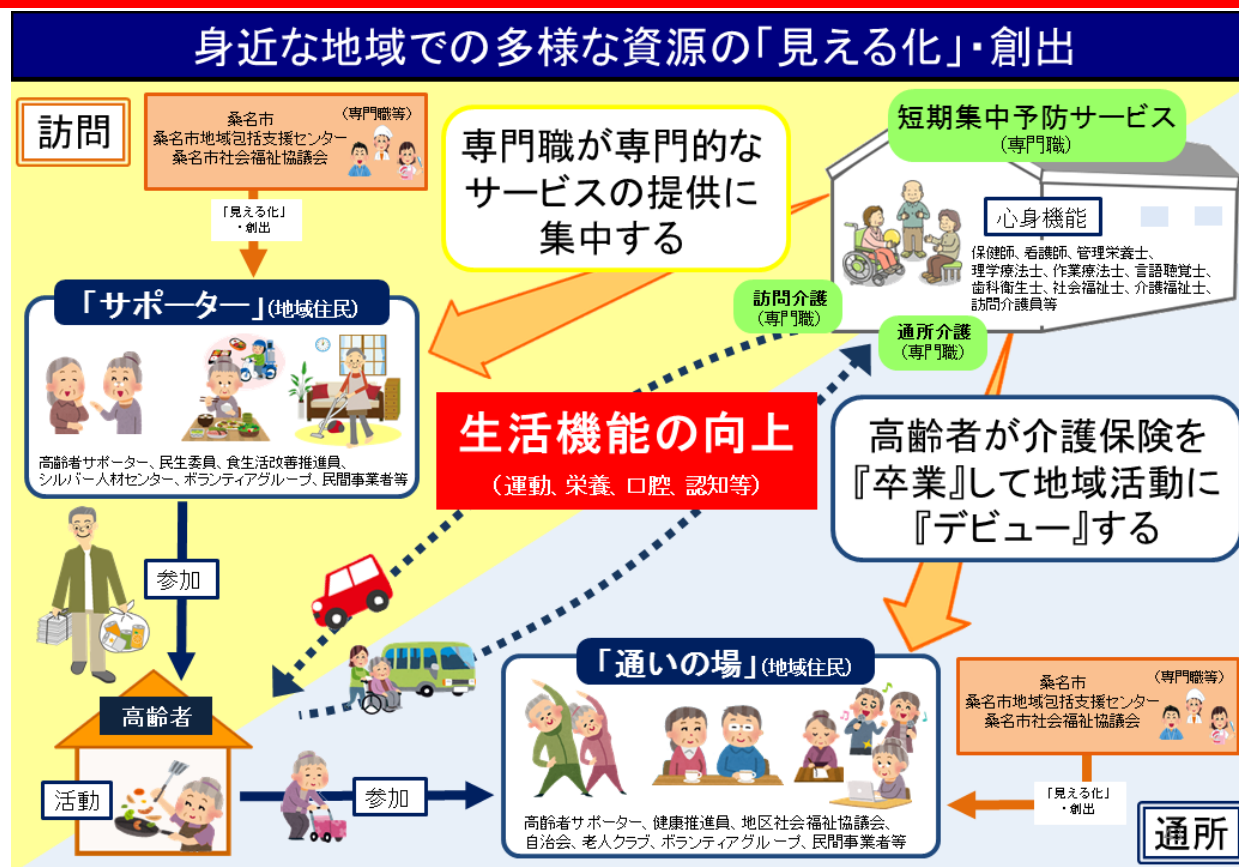 身近な地域での多様な資源の「見える化」・創出
訪問
桑名市
(専門職等)
桑名市地域包括支援センター
桑名市社会福祉協議会
「見える化」
・創出
専門職が専門的な
サービスの提供に
集中する
短期集中予防サービス
(専門職)
心身機能
保健師、看護師、管理栄養士、
理学療法士、作業療法士、言語聴覚士、
歯科衛生士、社会福祉士、介護福祉士、
訪問介護員等
訪問介護
(専門職)
通所介護
(専門職)
「サポーター」(地域住民)
高齢者サポーター、民生委員、食生活改善推進員、
シルバー人材センター、ボランティアグループ、民間事業者等
生活機能の向上
(運動、栄養、口腔、認知等)
高齢者が介護保険を
『卒業』して地域活動に
『デビュー』する
参加
高齢者
活動
参加
「通いの場」(地域住民)
高齢者サポーター、健康推進員、地区社会福祉協議会、
自治会、老人クラブ、ボランティアグループ、民間事業者等
桑名市
(専門職等)
桑名市地域包括支援センター
桑名市社会福祉協議会
「見える化」
・創出
通所